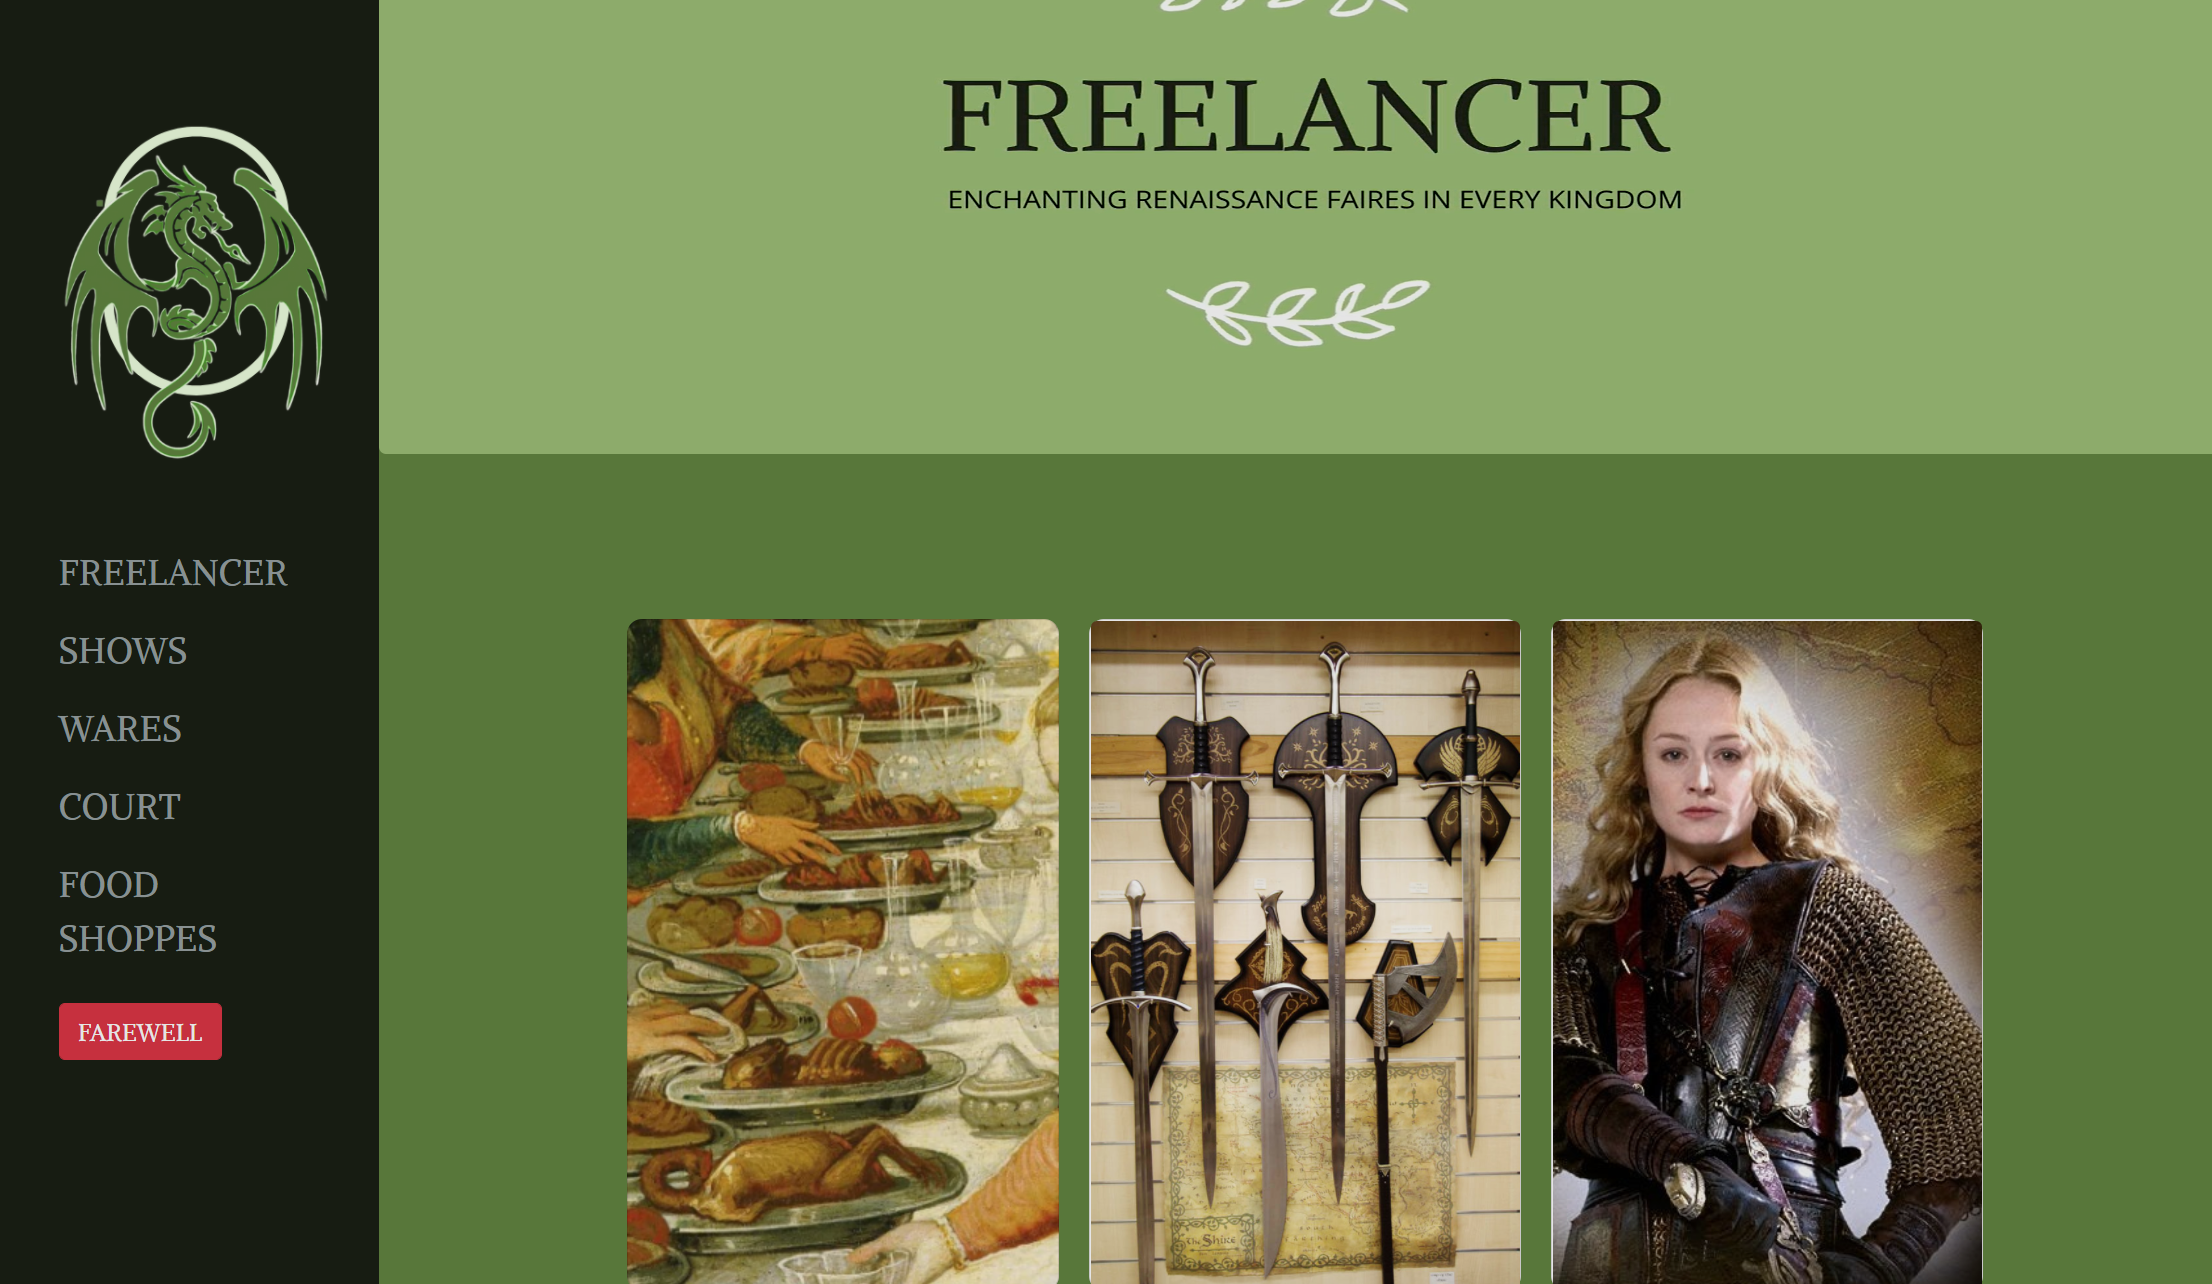 FREELANCER
SHOWS
WARES
COURT
FOOD
SHOPPES
FAREWELL
FREELANCER
ENCHANTING RENAISSANCE FAIRES IN EVERY KINGDOM
The Shire